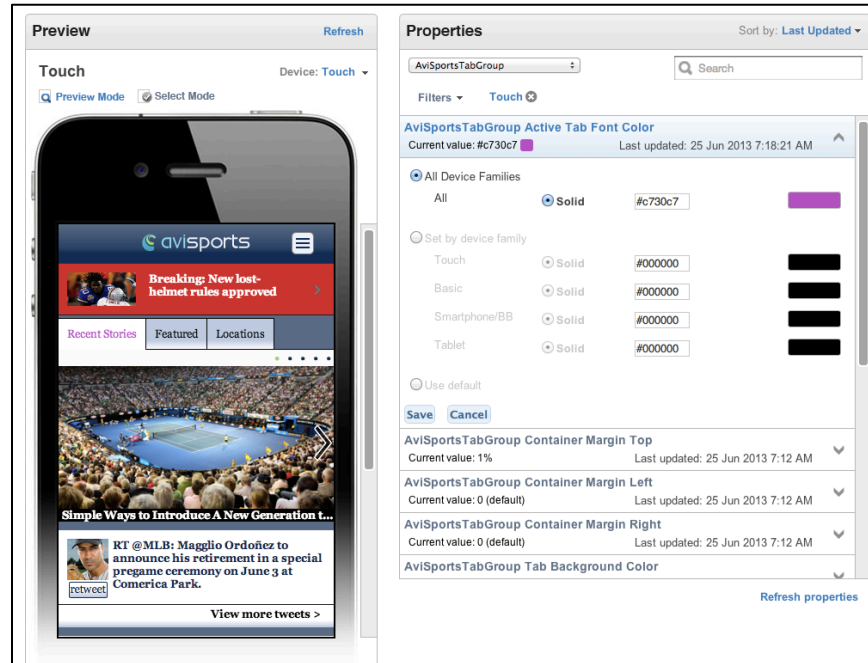 Preview
Refresh
Touch
Device: Touch
Preview Mode
Select Mode
avisports
Breaking: New lost-
helmet rules approved
Recent Stories
Featured
Locations
Simple Ways to Introduce A New Generation t...
RT @MLB: Magglio Ordoñez to
announce his retirement in a special
pregame ceremony on June 3 at
Comerica Park.
retweet
View more tweets >
Properties
Sort by: Last Updated
AviSportsTabGroup
Search
Filters
Touch
AviSportsTabGroup Active Tab Font Color
Current value: #c730c7
Last updated: 25 Jun 2013 7:18:21 AM
All Device Families
All
Solid
#c730c7
Set by device family
Touch
Solid
#000000
Basic
Solid
#000000
Smartphone/BB
Solid
#000000
Tablet
Solid
#000000
Use default
Save
Cancel
AviSportsTabGroup Container Margin Top
Current value: 1%
Last updated: 25 Jun 2013 7:12 AM
AviSportsTabGroup Container Margin Left
Current value: 0 (default)
Last updated: 25 Jun 2013 7:12 AM
AviSportsTabGroup Container Margin Right
Current value: 0 (default)
Last updated: 25 Jun 2013 7:12 AM
AviSportsTabGroup Tab Background Color
Refresh properties